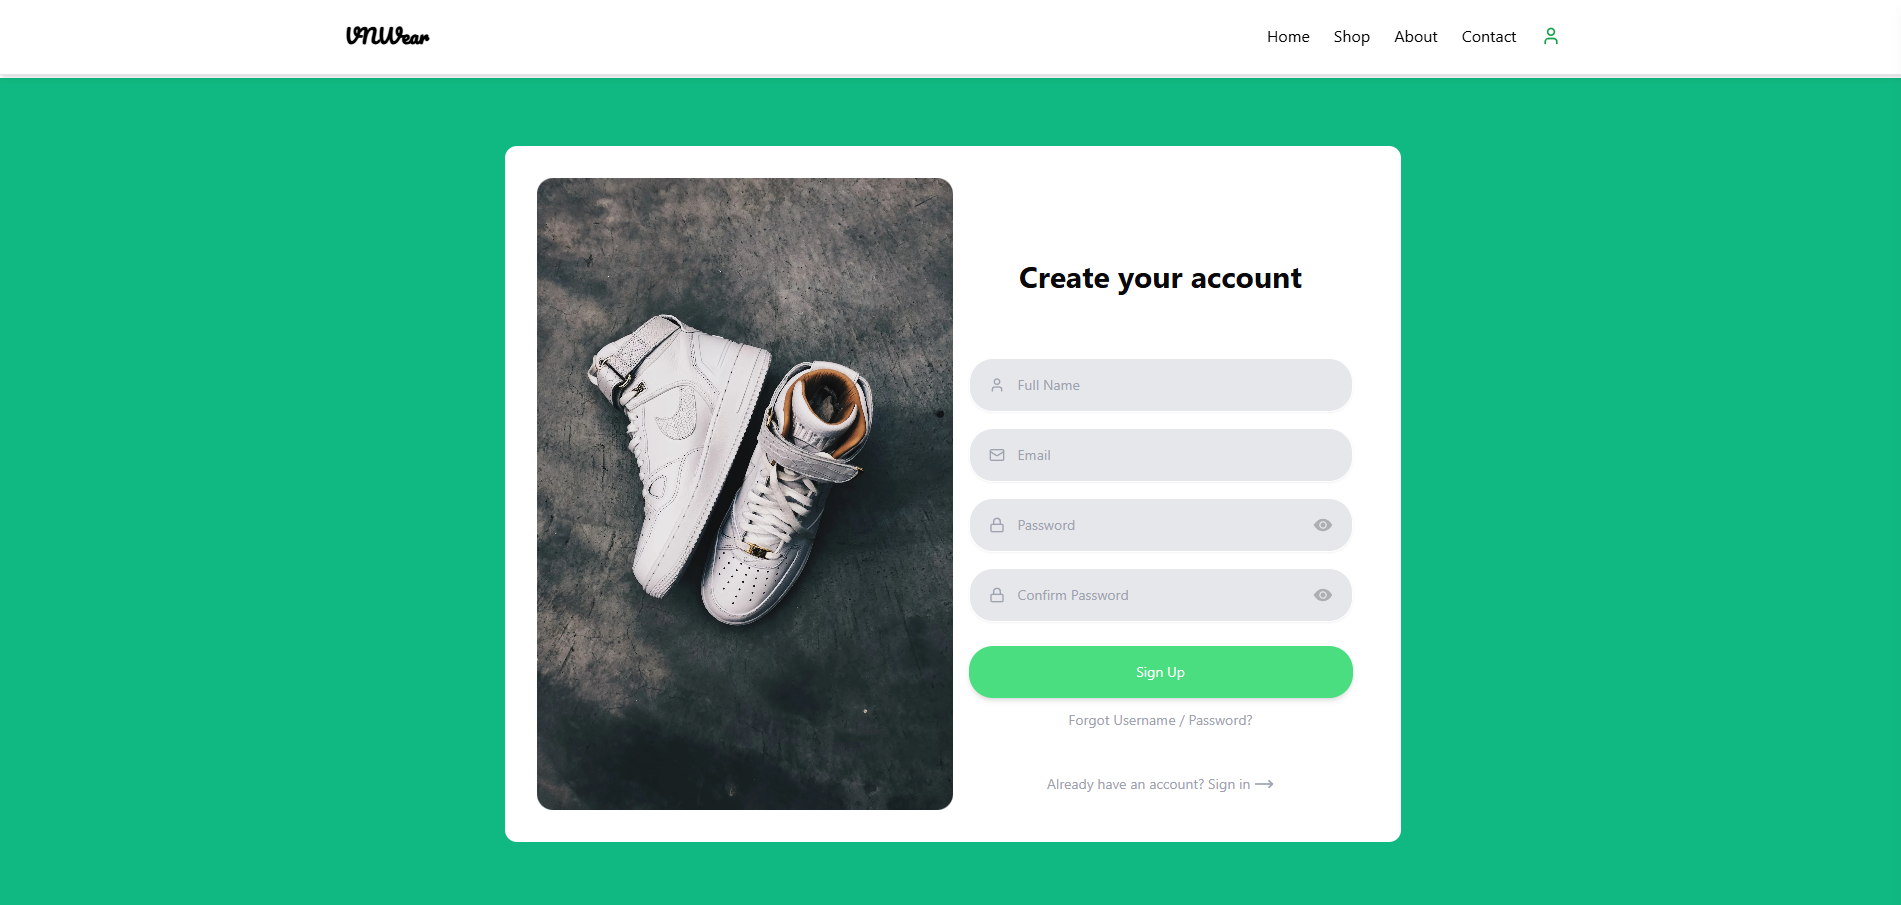 VNWear
Home Shop About Contact
Create your account
Full Name
Email
Password
Confirm Password
Sign Up
Forgot Username / Password?
Already have an account? Sign in →